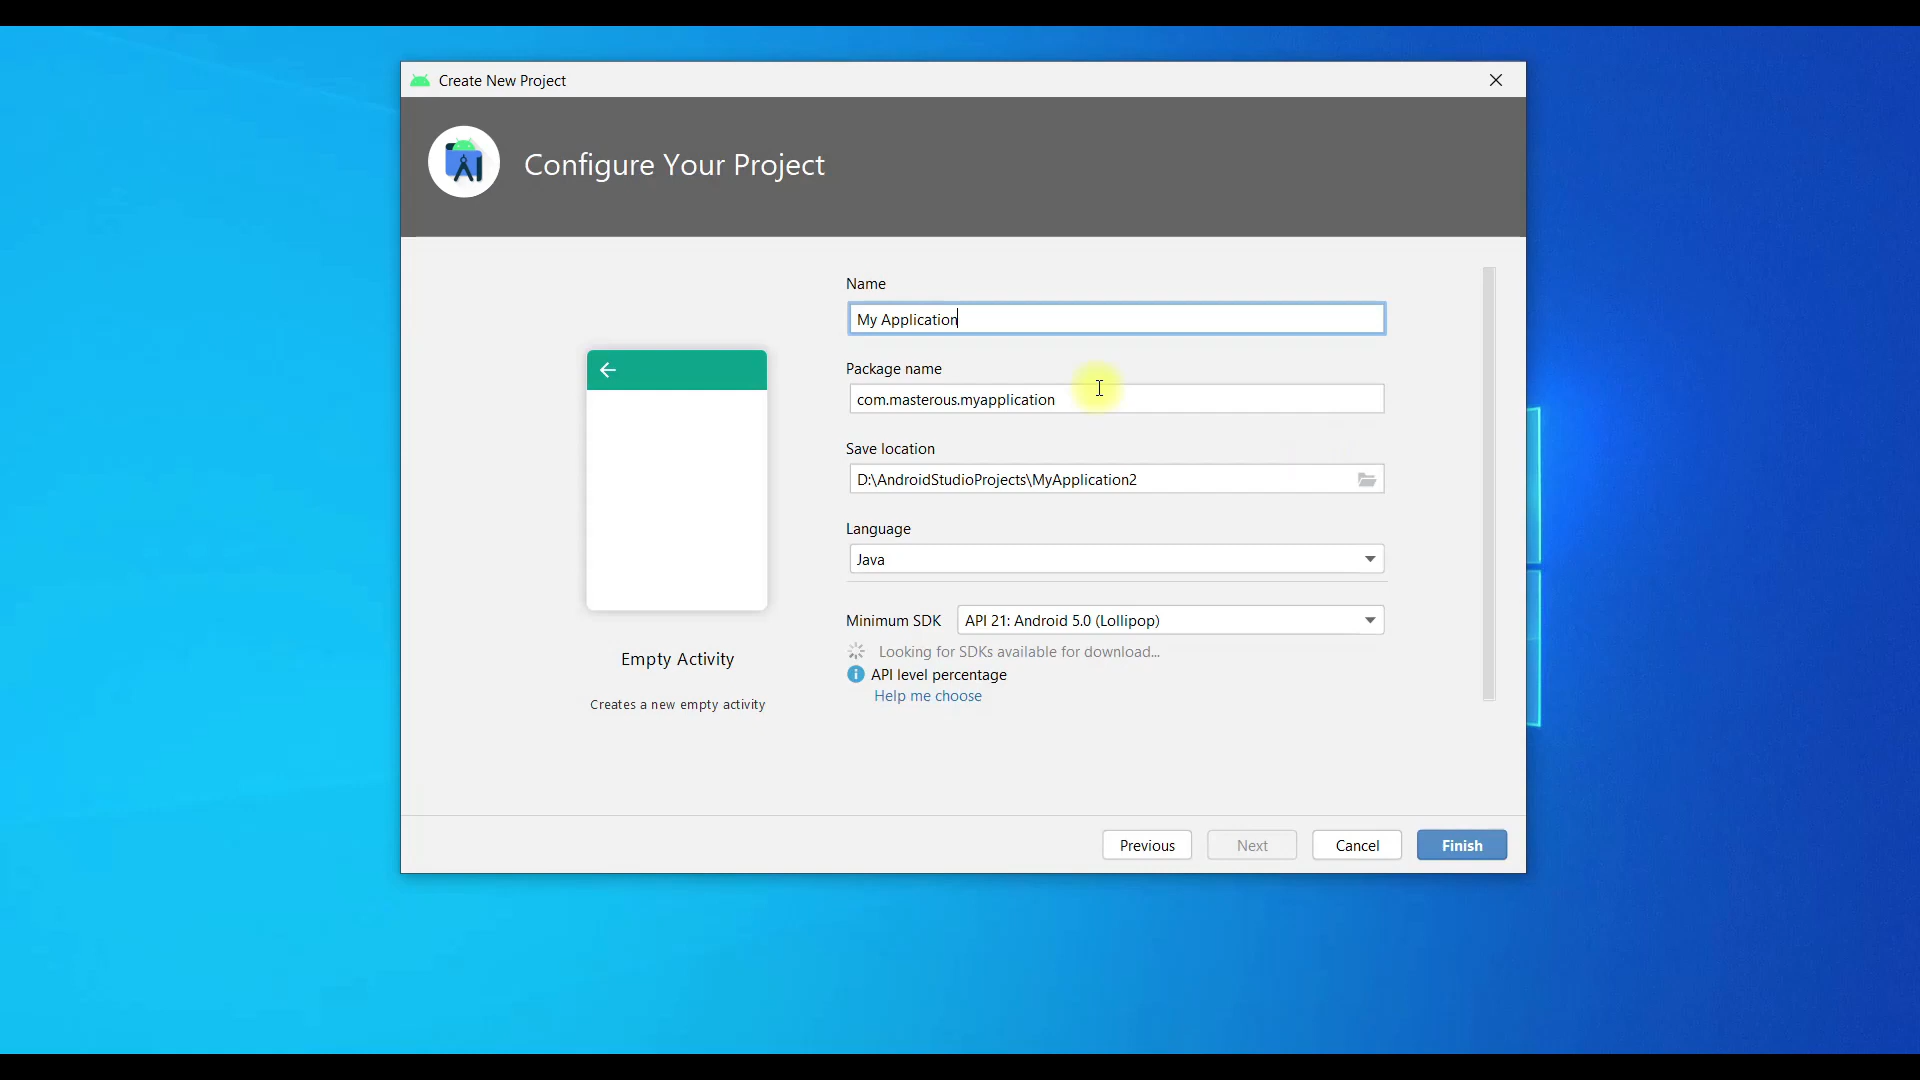 Create New Project
Configure Your Project
Name
My Application
Package name
com.masterous.myapplication
Save location
D:\AndroidStudioProjects\MyApplication2
Language
Java
Minimum SDK API 21: Android 5.0 (Lollipop)
Looking for SDKs available for download...
API level percentage
Help me choose
Empty Activity
Creates a new empty activity
Previous Next Cancel Finish